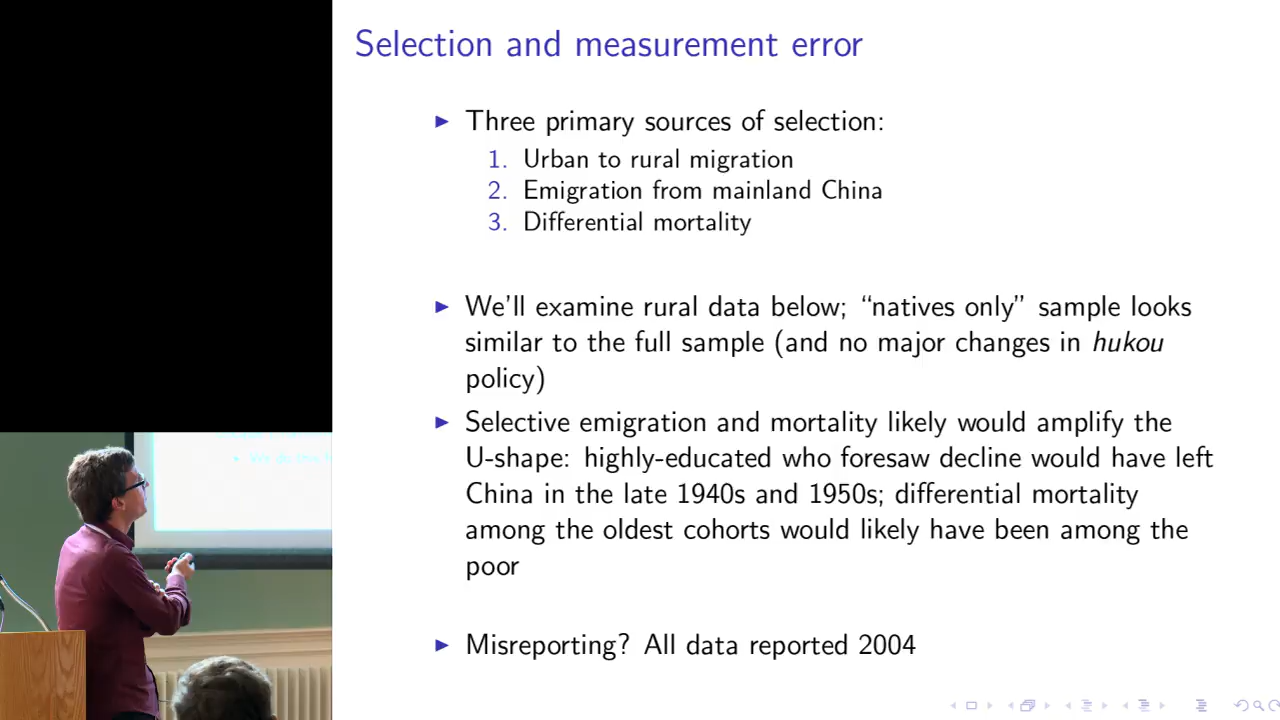 Selection and measurement error
▶ Three primary sources of selection:
1. Urban to rural migration
2. Emigration from mainland China
3. Differential mortality
▶ We'll examine rural data below; “natives only” sample looks
similar to the full sample (and no major changes in hukou
policy)
▶ Selective emigration and mortality likely would amplify the
U-shape: highly-educated who foresaw decline would have left
China in the late 1940s and 1950s; differential mortality
among the oldest cohorts would likely have been among the
poor
▶ Misreporting? All data reported 2004
• We do this